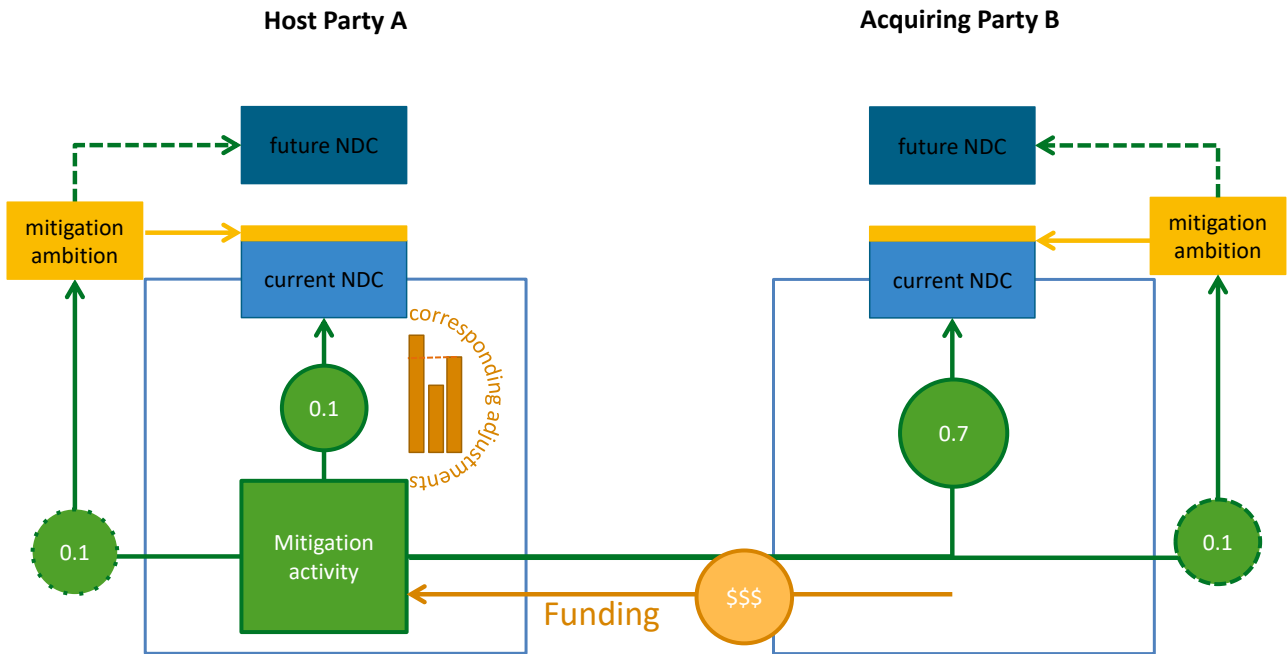 Host Party A
Acquiring Party B
future NDC
future NDC
mitigation
ambition
mitigation
ambition
current NDC
current NDC
corresponding adjustments
0.1
0.7
0.1
Mitigation
activity
0.1
$$$
Funding